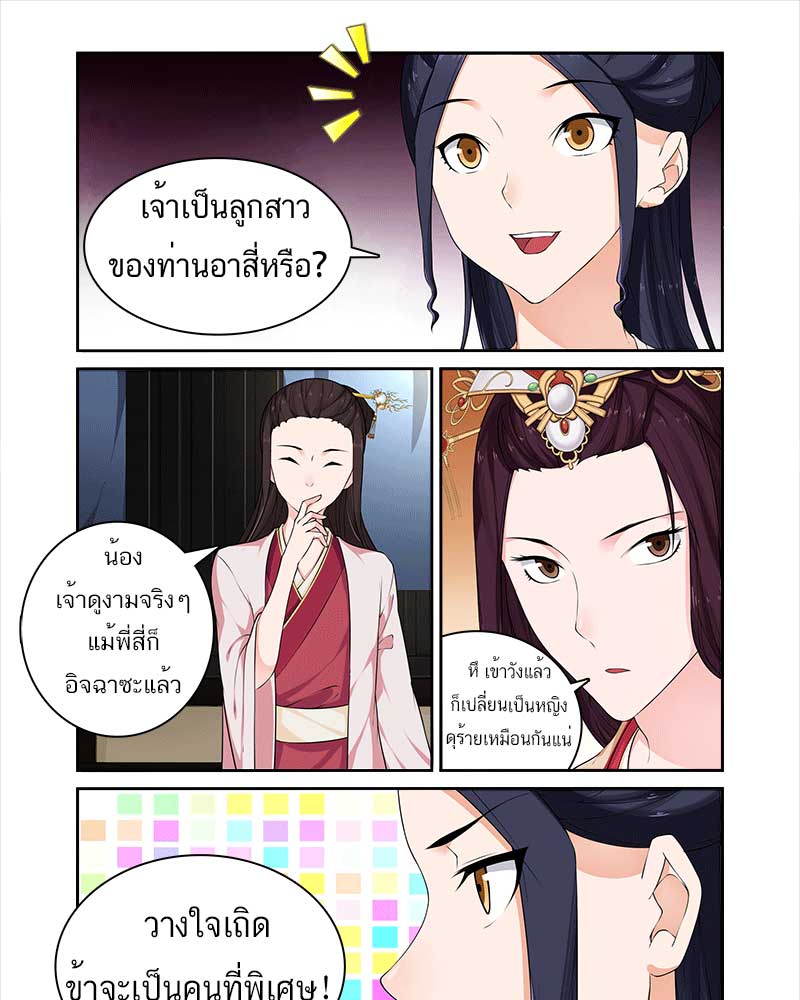 เจ้าเป็นลูกสาว
ของท่านอาสี่หรือ?
น้อง
เจ้าดูงามจริงๆ
แม้พี่สี่ก็
อิจฉาซะแล้ว
หึ เข้าวังแล้ว
ก็เปลี่ยนเป็นหญิง
ดุร้ายเหมือนกันแน่
วางใจเถิด
ข้าจะเป็นคนที่พิเศษ!